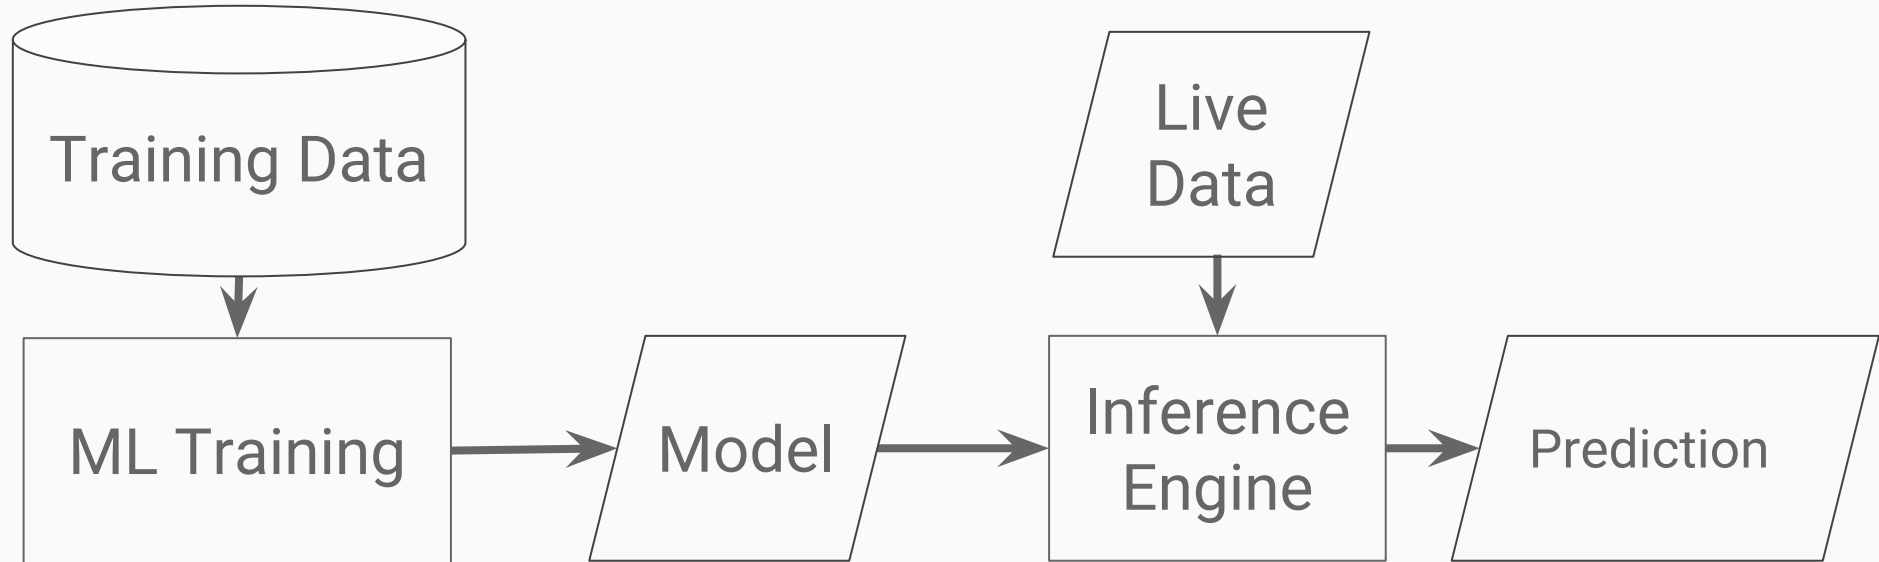 Training Data
Live
Data
ML Training
Model
Inference
Engine
Prediction